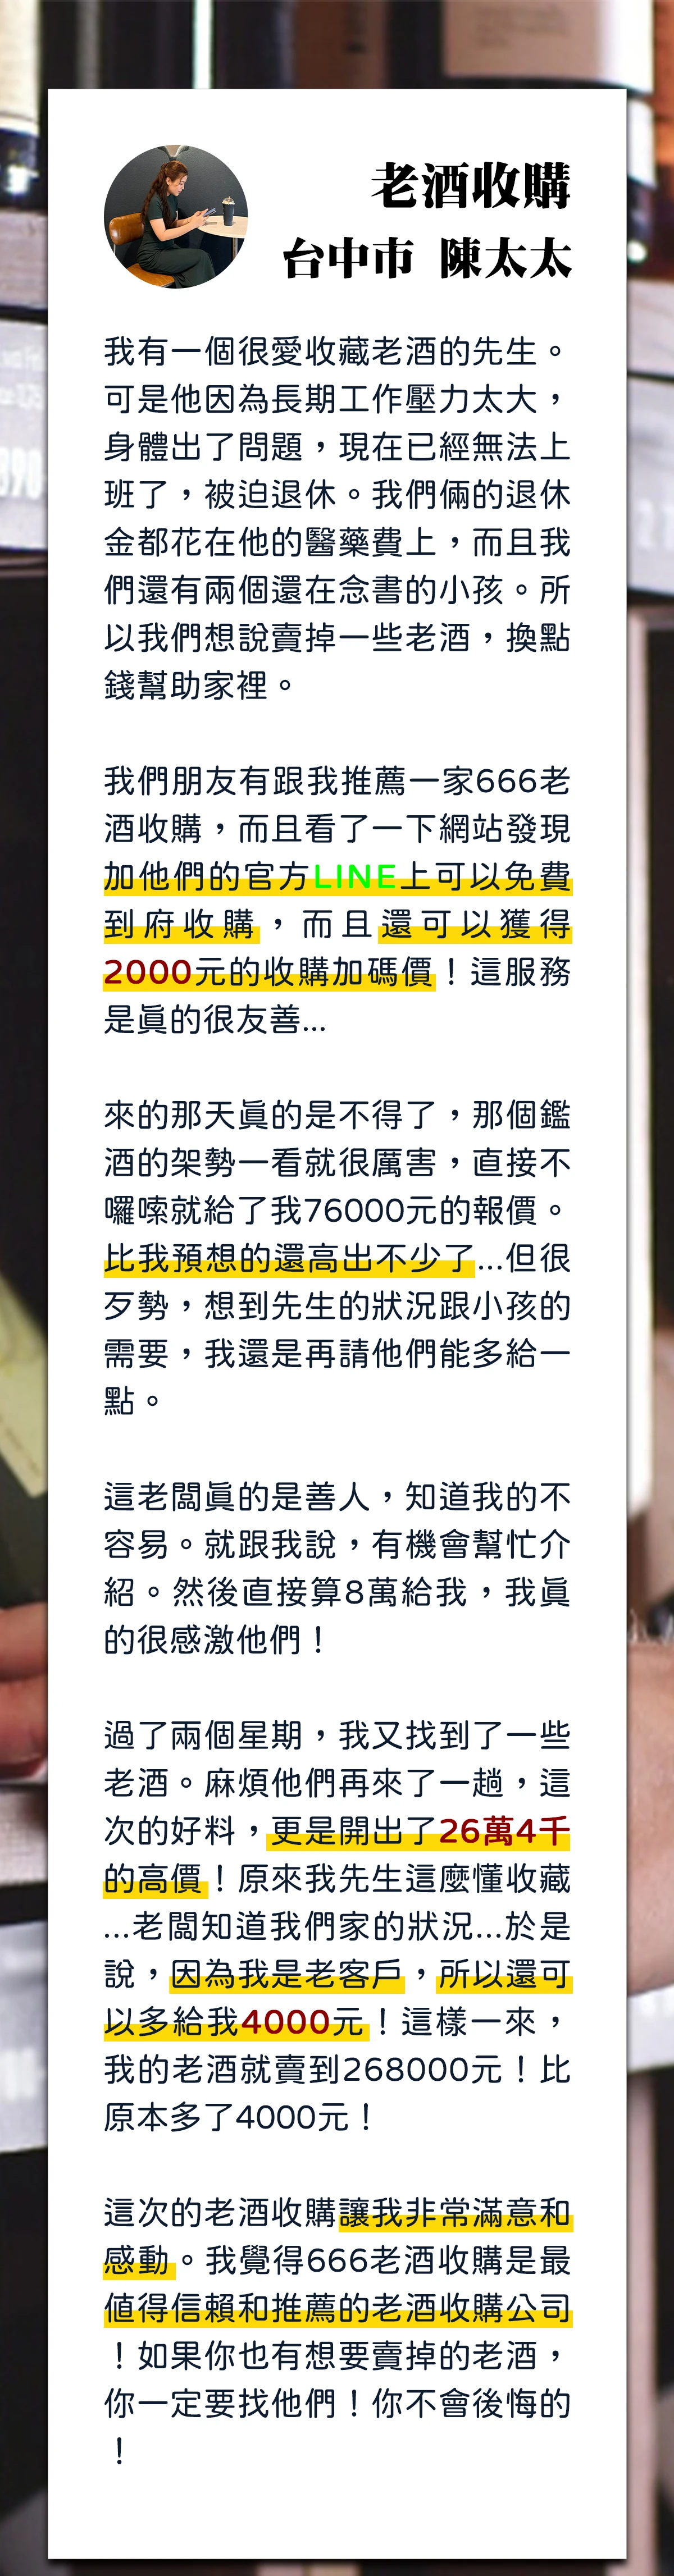 老酒收購
台中市 陳太太
我有一個很愛收藏老酒的先生。
可是他因為長期工作壓力太大，
身體出了問題，現在已經無法上
班了，被迫退休。我們倆的退休
金都花在他的醫藥費上，而且我
們還有兩個還在念書的小孩。所
以我們想說賣掉一些老酒，換點
錢幫助家裡。
我們朋友有跟我推薦一家666老
酒收購，而且看了一下網站發現
加他們的官方LINE上可以免費
到府收購，而且還可以獲得
2000元的收購加碼價！這服務
是真的很友善...
來的那天真的是不得了，那個鑑
酒的架勢一看就很厲害，直接不
囉嗦就給了我76000元的報價。
比我預想的還高出不少了...但很
歹勢，想到先生的狀況跟小孩的
需要，我還是再請他們能多給一
點。
這老闆真的是善人，知道我的不
容易。就跟我說，有機會幫忙介
紹。然後直接算8萬給我，我真
的很感激他們！
過了兩個星期，我又找到了一些
老酒。麻煩他們再來了一趟，這
次的好料，更是開出了26萬4千
的高價！原來我先生這麼懂收藏
...老闆知道我們家的狀況...於是
說，因為我是老客戶，所以還可
以多給我4000元！這樣一來，
我的老酒就賣到268000元！比
原本多了4000元！
這次的老酒收購讓我非常滿意和
感動。我覺得666老酒收購是最
值得信賴和推薦的老酒收購公司
！如果你也有想要賣掉的老酒，
你一定要找他們！你不會後悔的
！